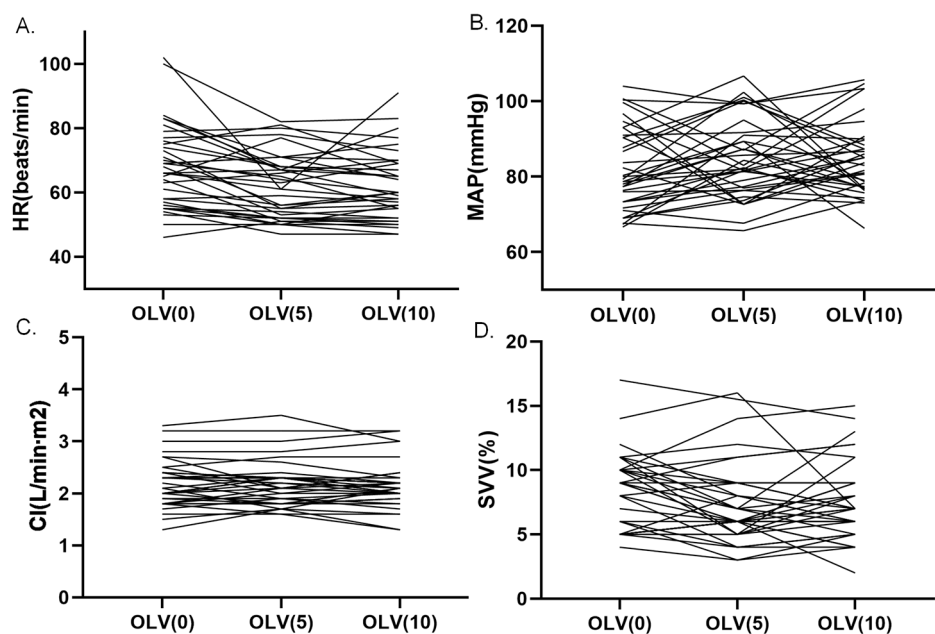 A.
HR(beats/min)
100
80
60
40
OLV(0) OLV(5) OLV(10)
B.
MAP(mmHg)
120
100
80
60
OLV(0) OLV(5) OLV(10)
C.
CI(L/min·m2)
5
4
3
2
1
0
OLV(0) OLV(5) OLV(10)
D.
SVV(%)
20
15
10
5
0
OLV(0) OLV(5) OLV(10)